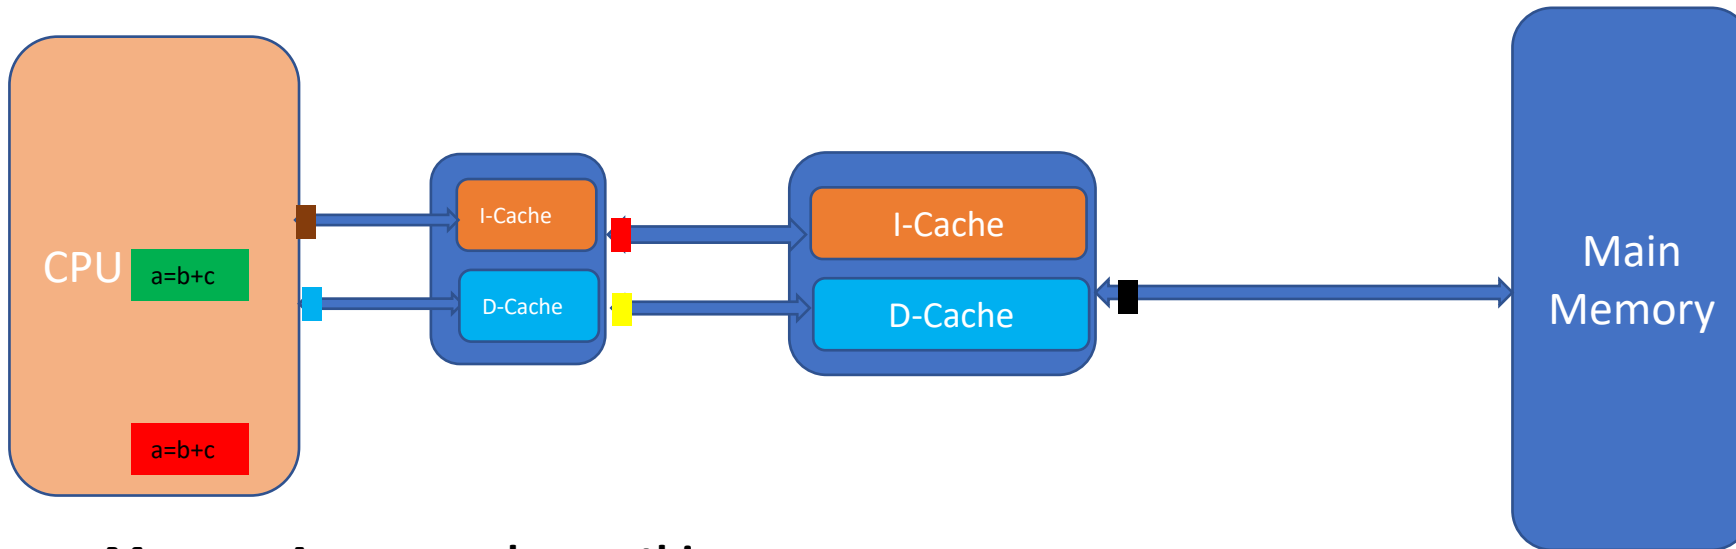 CPU
a=b+c
a=b+c
I-Cache
D-Cache
I-Cache
D-Cache
Main
Memory